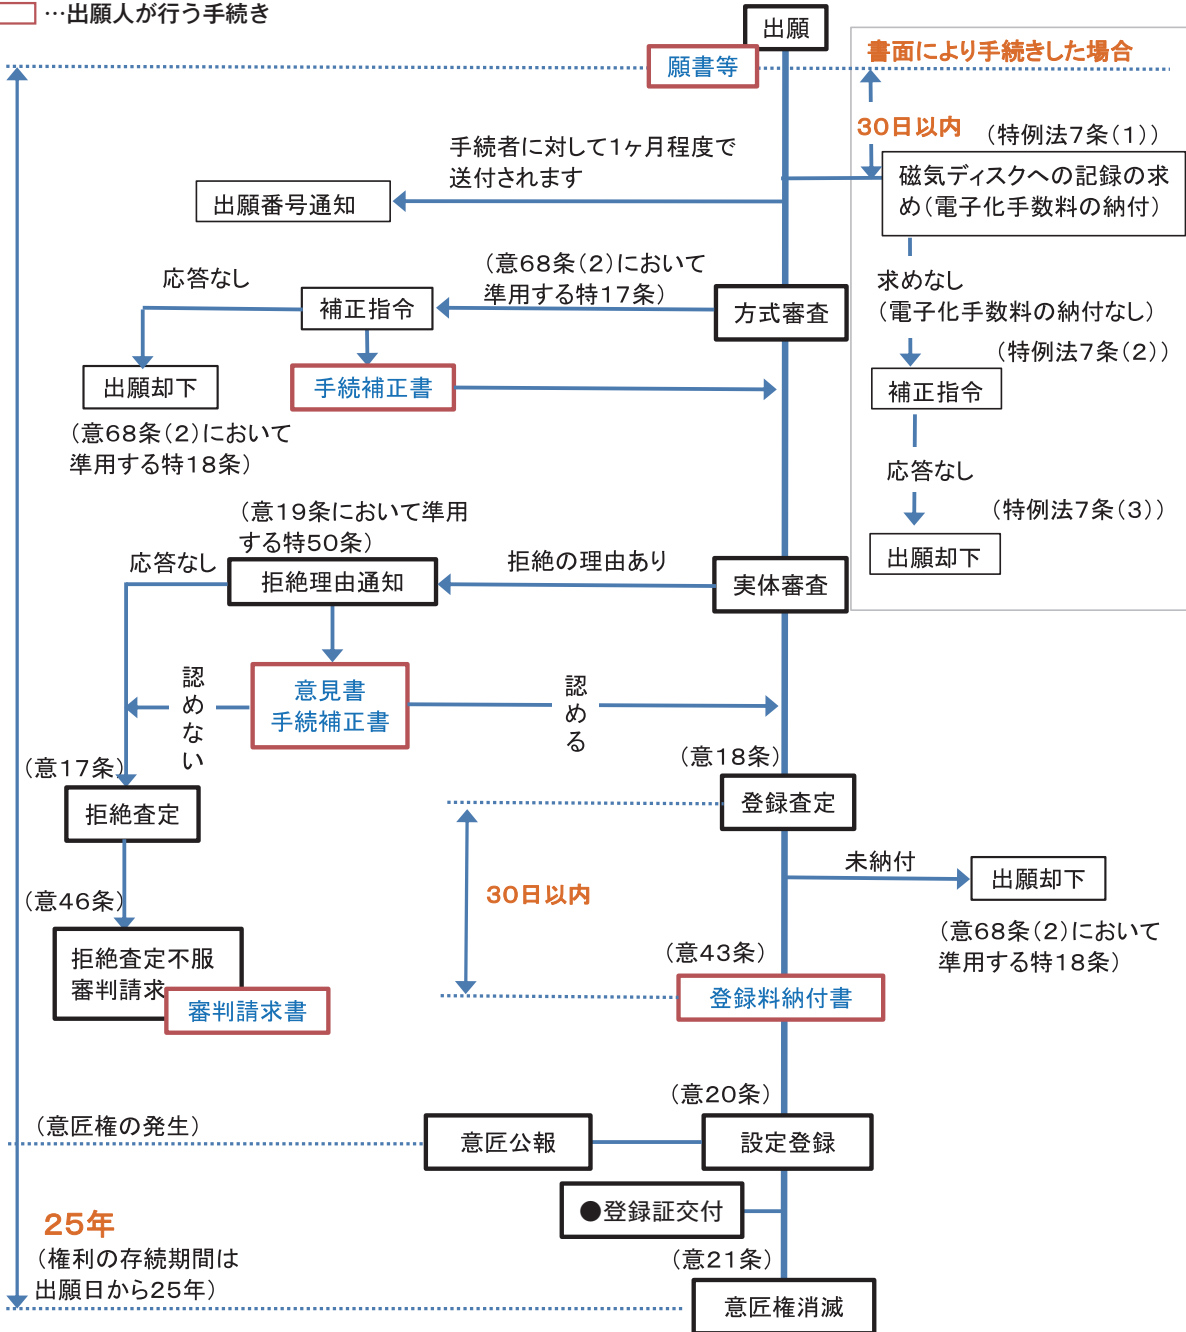 …出願人が行う手続き
出願
願書等
書面により手続きした場合
30日以内
(特例法7条(1))
磁気ディスクへの記録の求
め(電子化手数料の納付)
手続者に対して1ヶ月程度で
送付されます
出願番号通知
求めなし
(電子化手数料の納付なし)
(特例法7条(2))
補正指令
応答なし
(特例法7条(3))
出願却下
応答なし
(意68条(2)において
準用する特17条)
補正指令
方式審査
出願却下
手続補正書
(意68条(2)において
準用する特18条)
(意19条において準用
する特50条)
応答なし
拒絶理由通知
拒絶の理由あり
実体審査
認めない
意見書
手続補正書
認める
(意17条)
拒絶査定
(意18条)
登録査定
未納付
出願却下
(意68条(2)において
準用する特18条)
30日以内
(意46条)
拒絶査定不服
審判請求
審判請求書
(意43条)
登録料納付書
(意20条)
(意匠権の発生)
意匠公報
設定登録
●登録証交付
25年
(権利の存続期間は
出願日から25年)
(意21条)
意匠権消滅